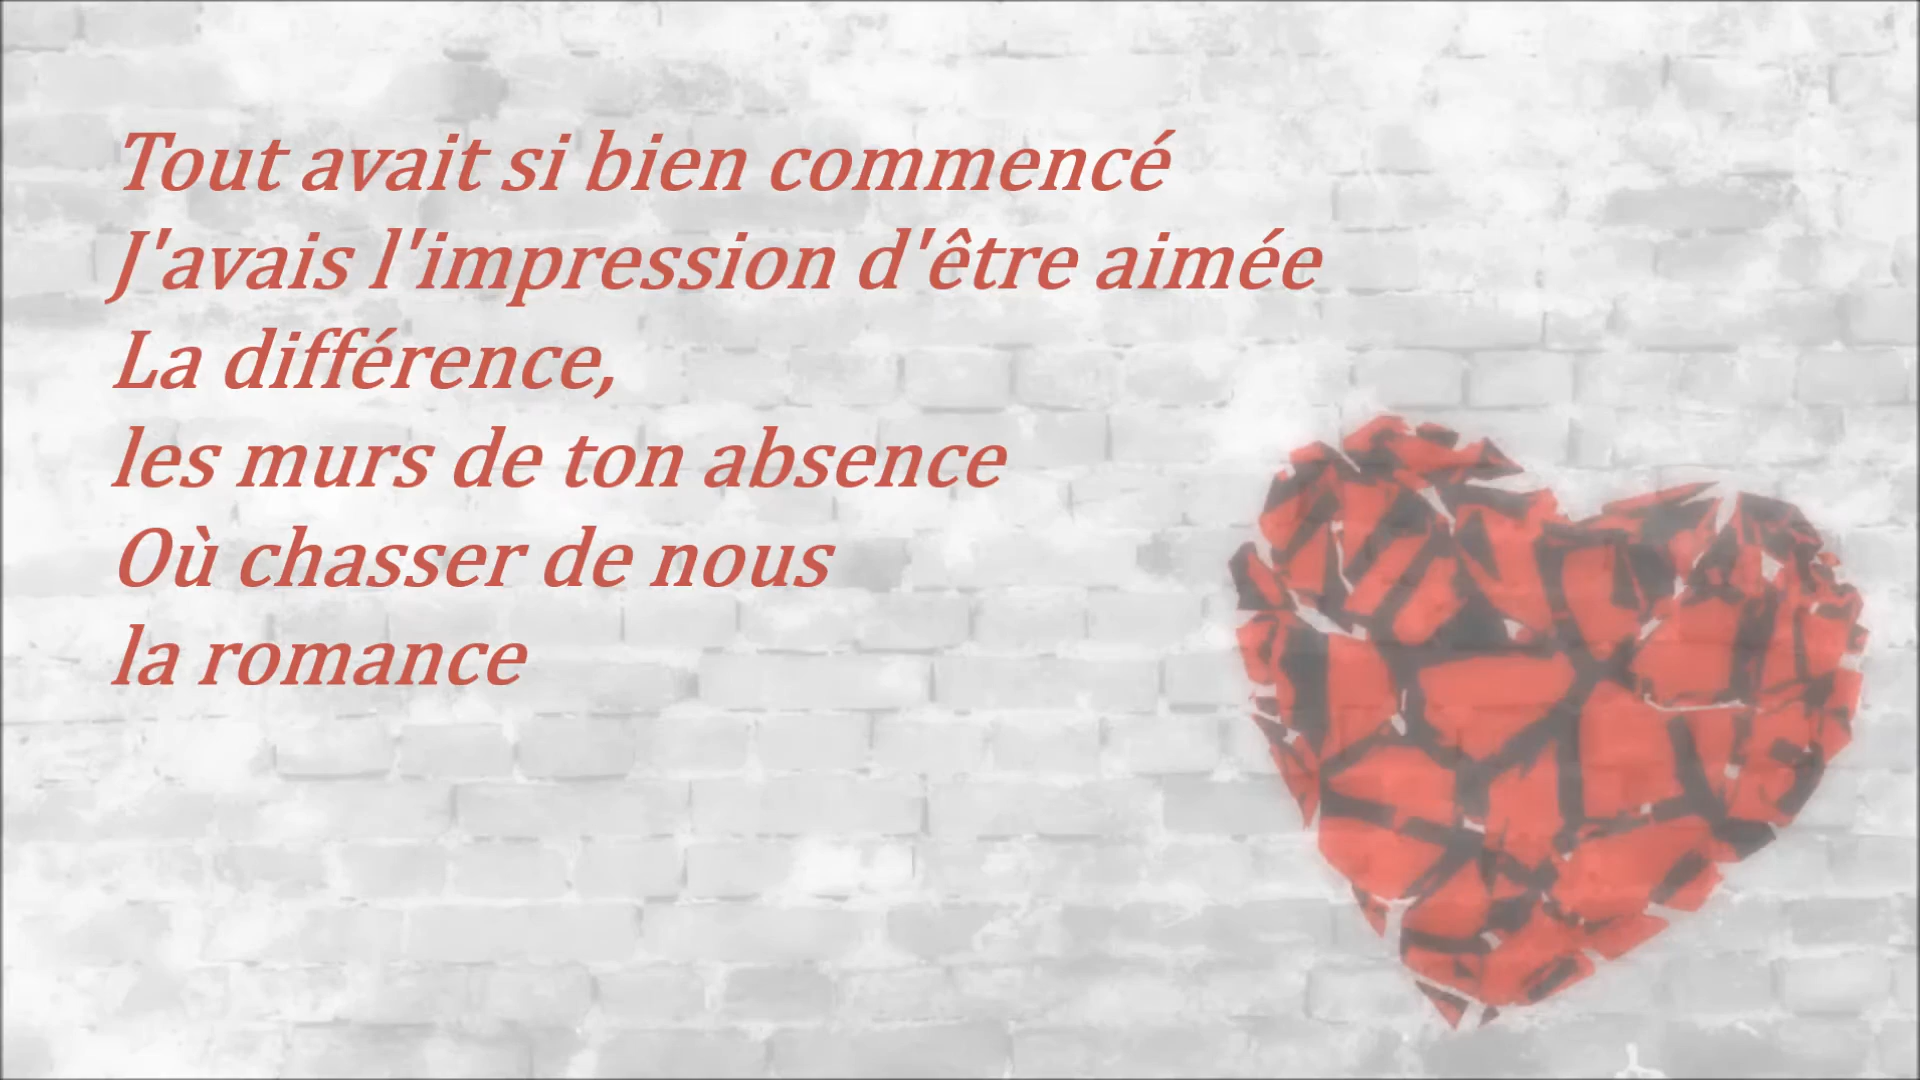 Tout avait si bien commencé
J'avais l'impression d'être aimée
La différence,
les murs de ton absence
Où chasser de nous
la romance